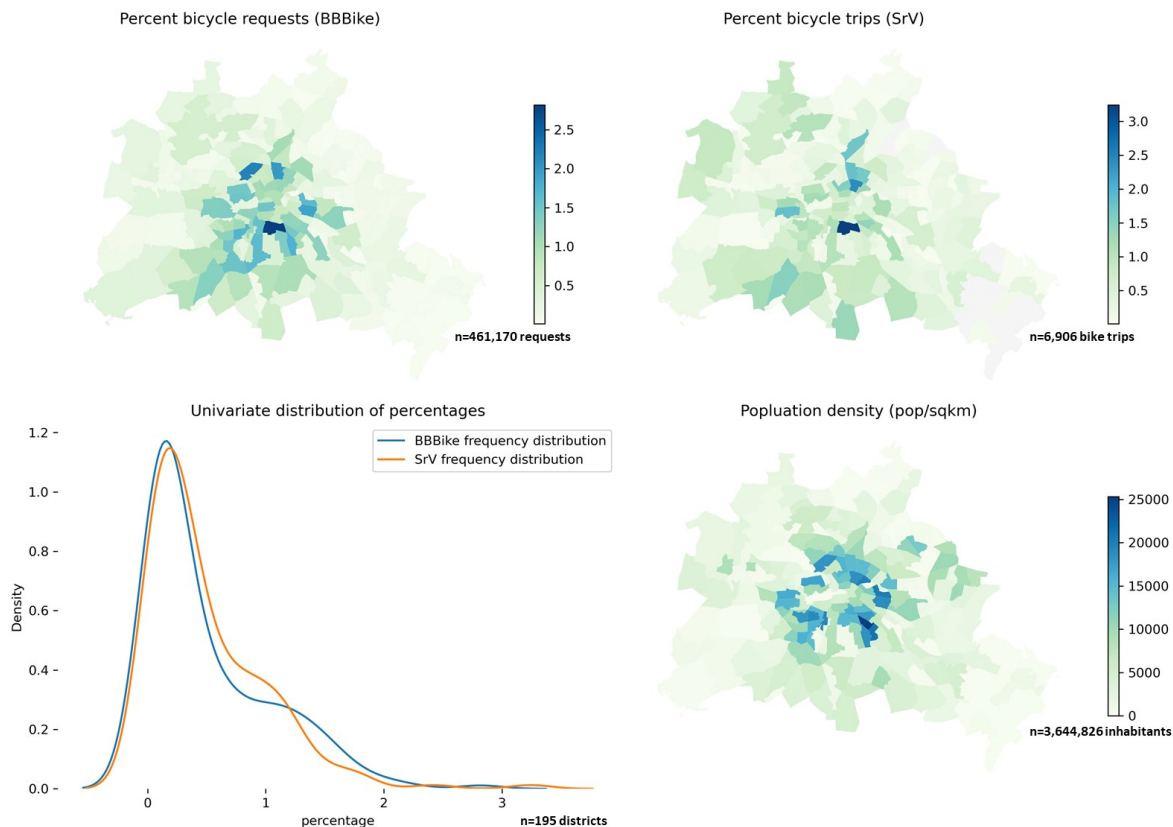 Percent bicycle requests (BBBike)
2.5
2.0
1.5
1.0
0.5
n=461,170 requests
Percent bicycle trips (SrV)
3.0
2.5
2.0
1.5
1.0
0.5
n=6,906 bike trips
Univariate distribution of percentages
BBBike frequency distribution
SrV frequency distribution
1.2
1.0
0.8
0.6
0.4
0.2
0.0
Density
0
1
2
3
percentage
n=195 districts
Popluation density (pop/sqkm)
25000
20000
15000
10000
5000
0
n=3,644,826 inhabitants